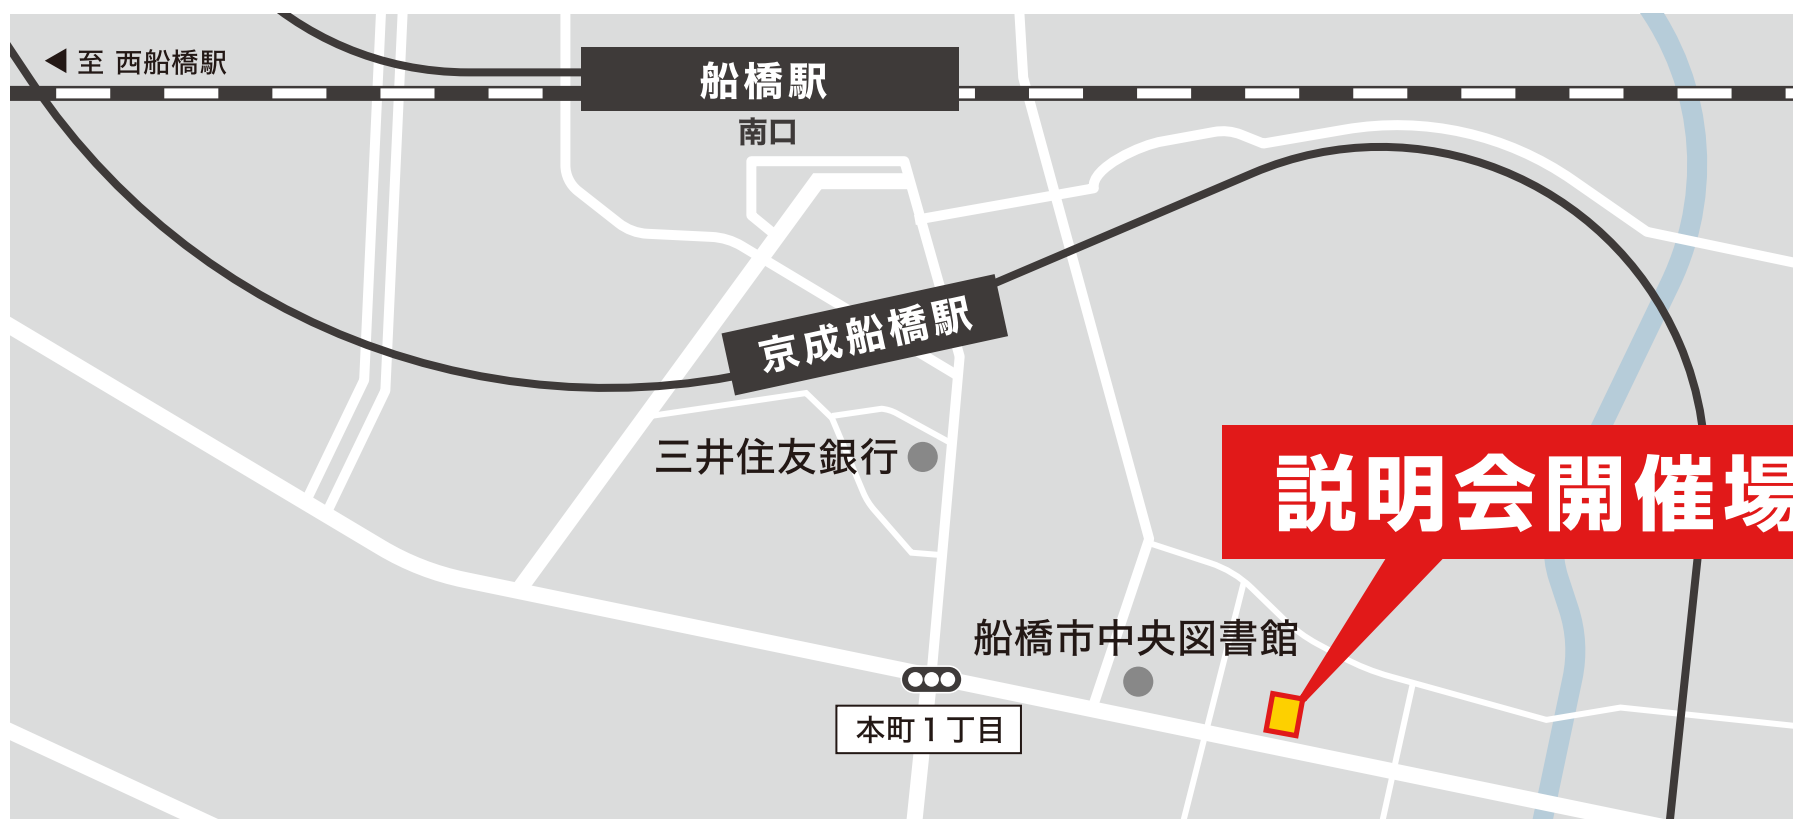 至 西船橋駅
船橋駅
南口
京成船橋駅
三井住友銀行
説明会開催場
船橋市中央図書館
本町1丁目